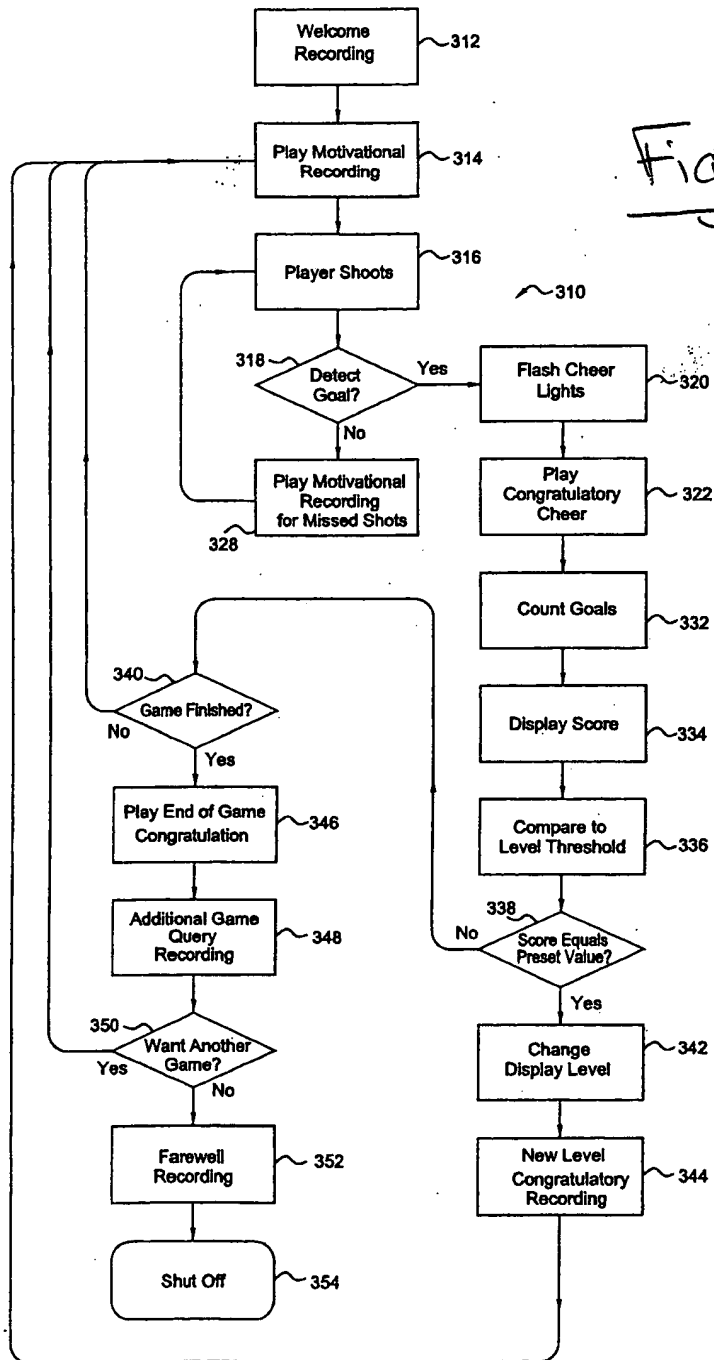 Welcome
Recording
312
Play Motivational
Recording
314
Player Shoots
316
310
318
Detect
Goal?
Yes
No
Flash Cheer
Lights
320
Play Motivational
Recording
for Missed Shots
328
Play
Congratulatory
Cheer
322
Count Goals
332
340
Game Finished?
No
Yes
Display Score
334
Play End of Game
Congratulation
346
Compare to
Level Threshold
336
Additional Game
Query
Recording
348
338
Score Equals
Preset Value?
No
Yes
350
Want Another
Game?
Yes
No
Change
Display Level
342
Farewell
Recording
352
New Level
Congratulatory
Recording
344
Shut Off
354